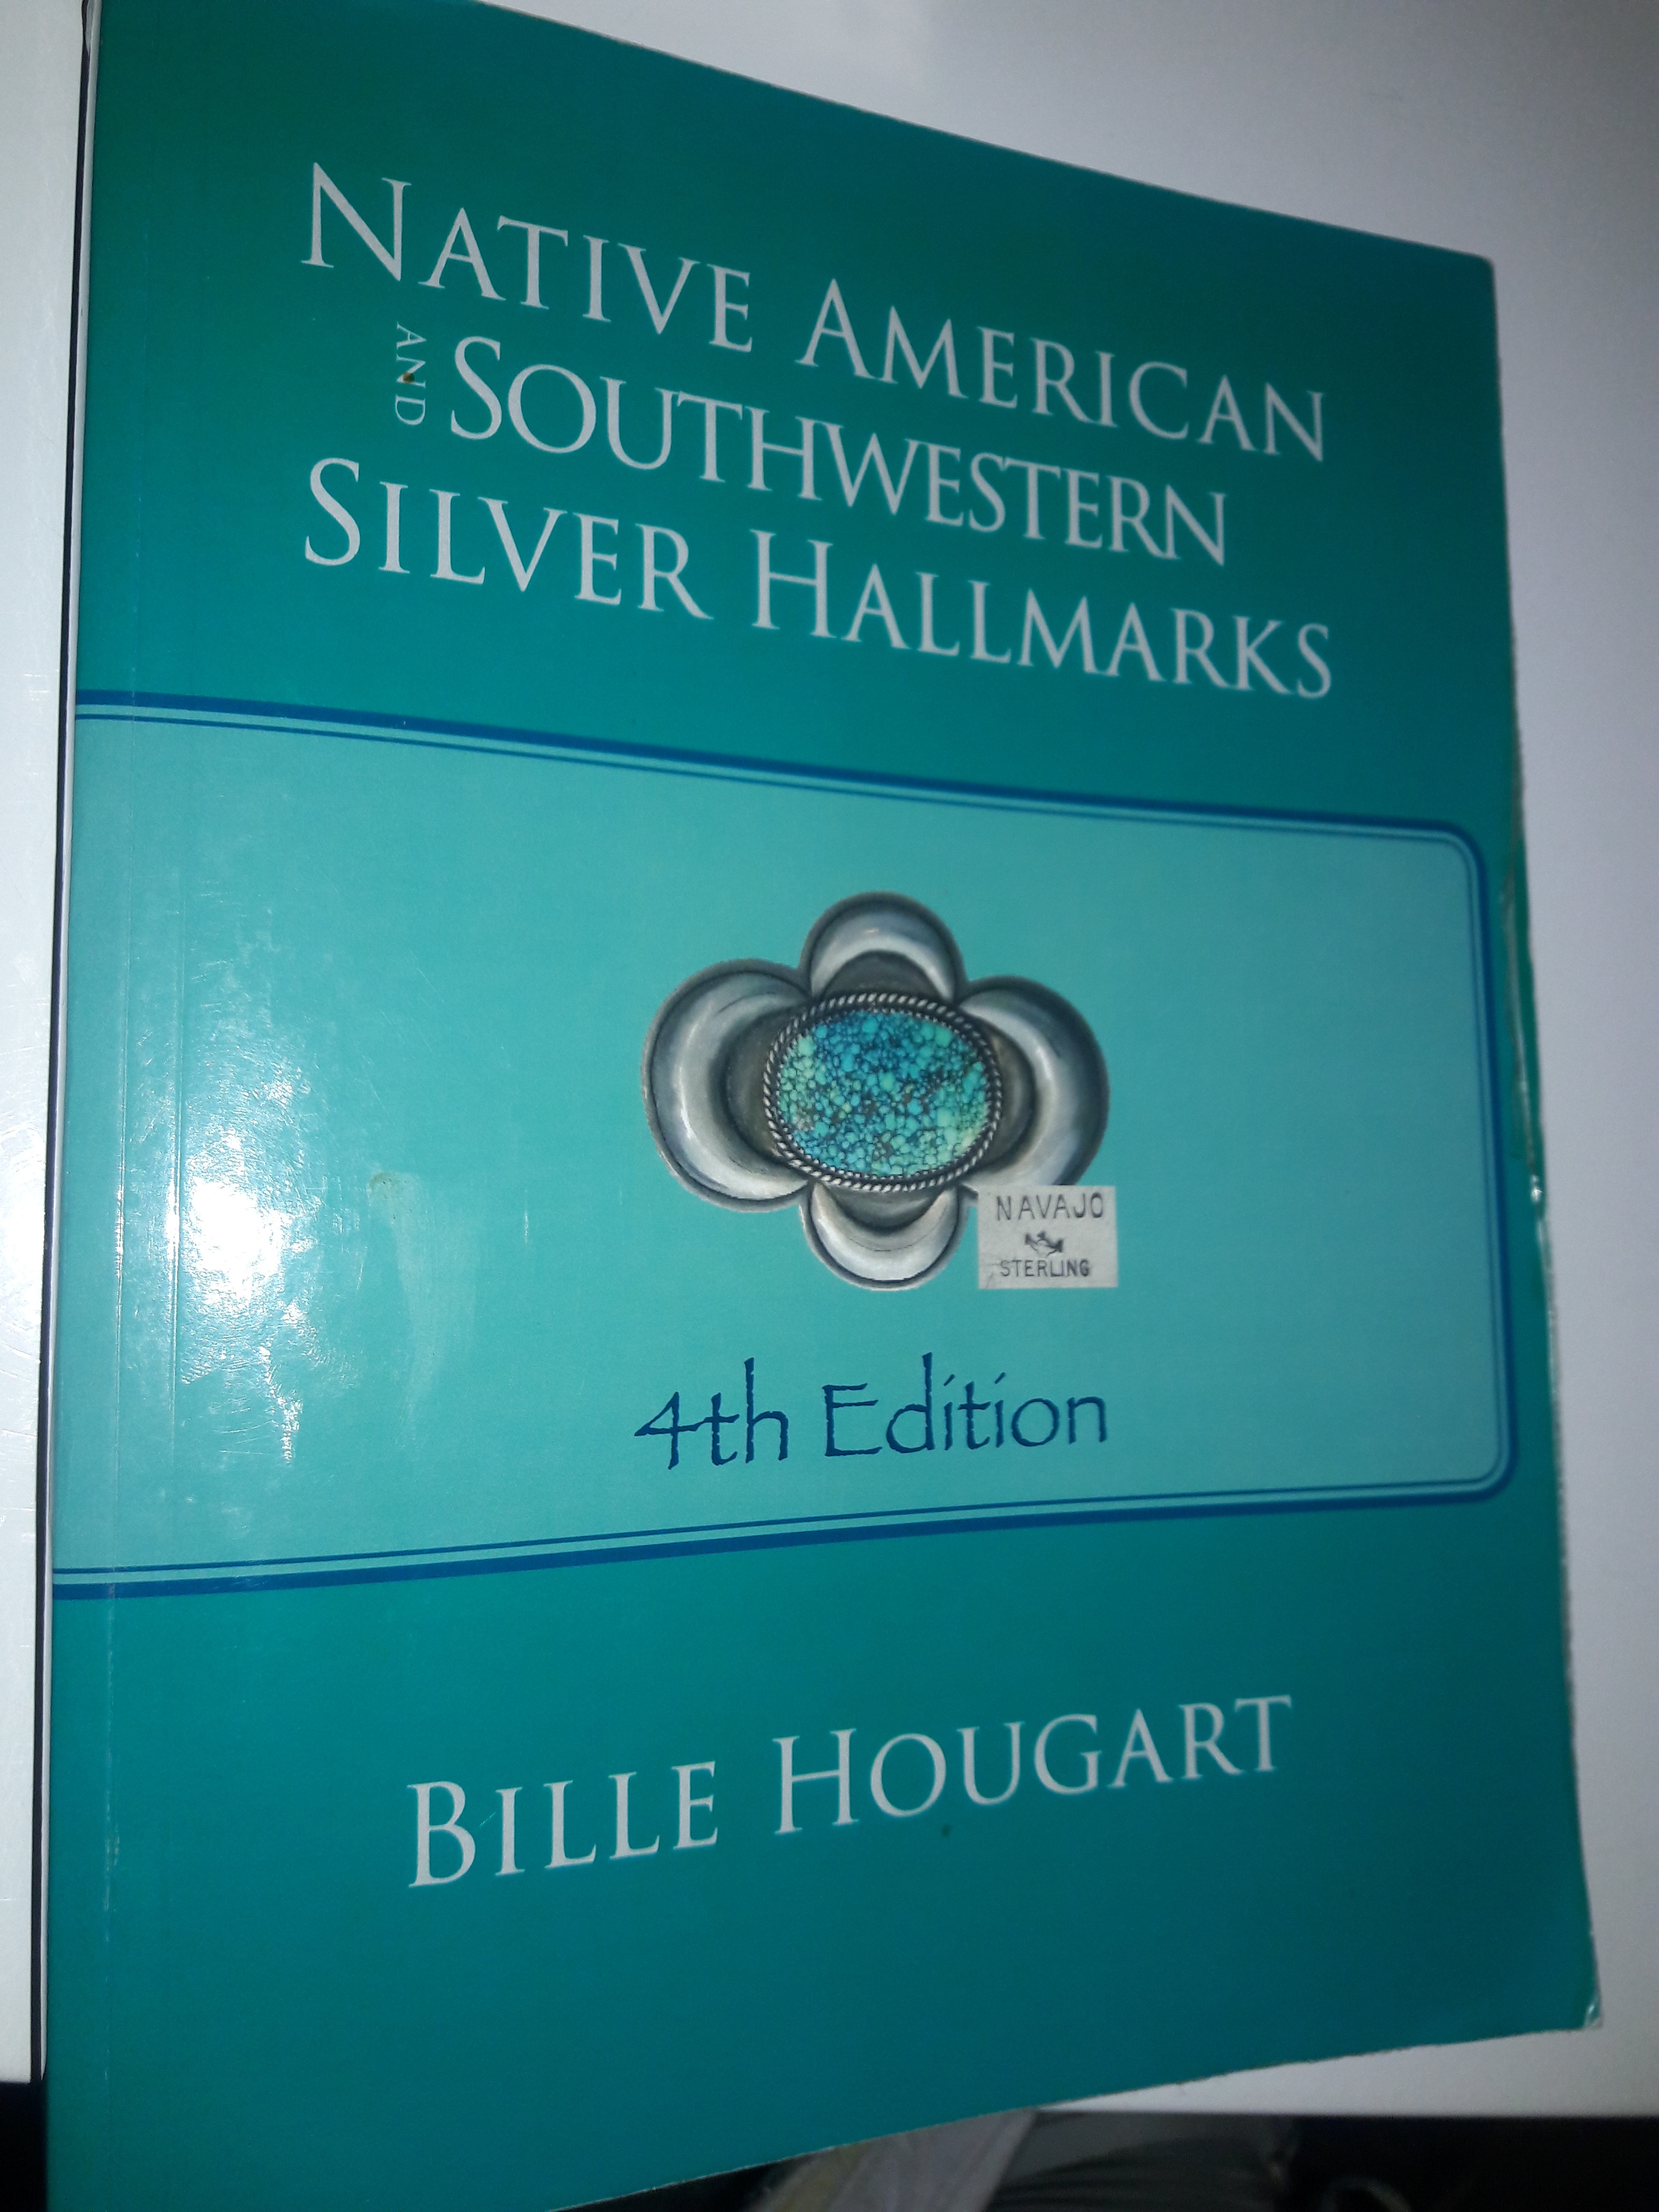 NATIVE AMERICAN
AND SOUTHWESTERN
SILVER HALLMARKS
NAVAJO
STERLING
4th Edition
BILLE HOUGART